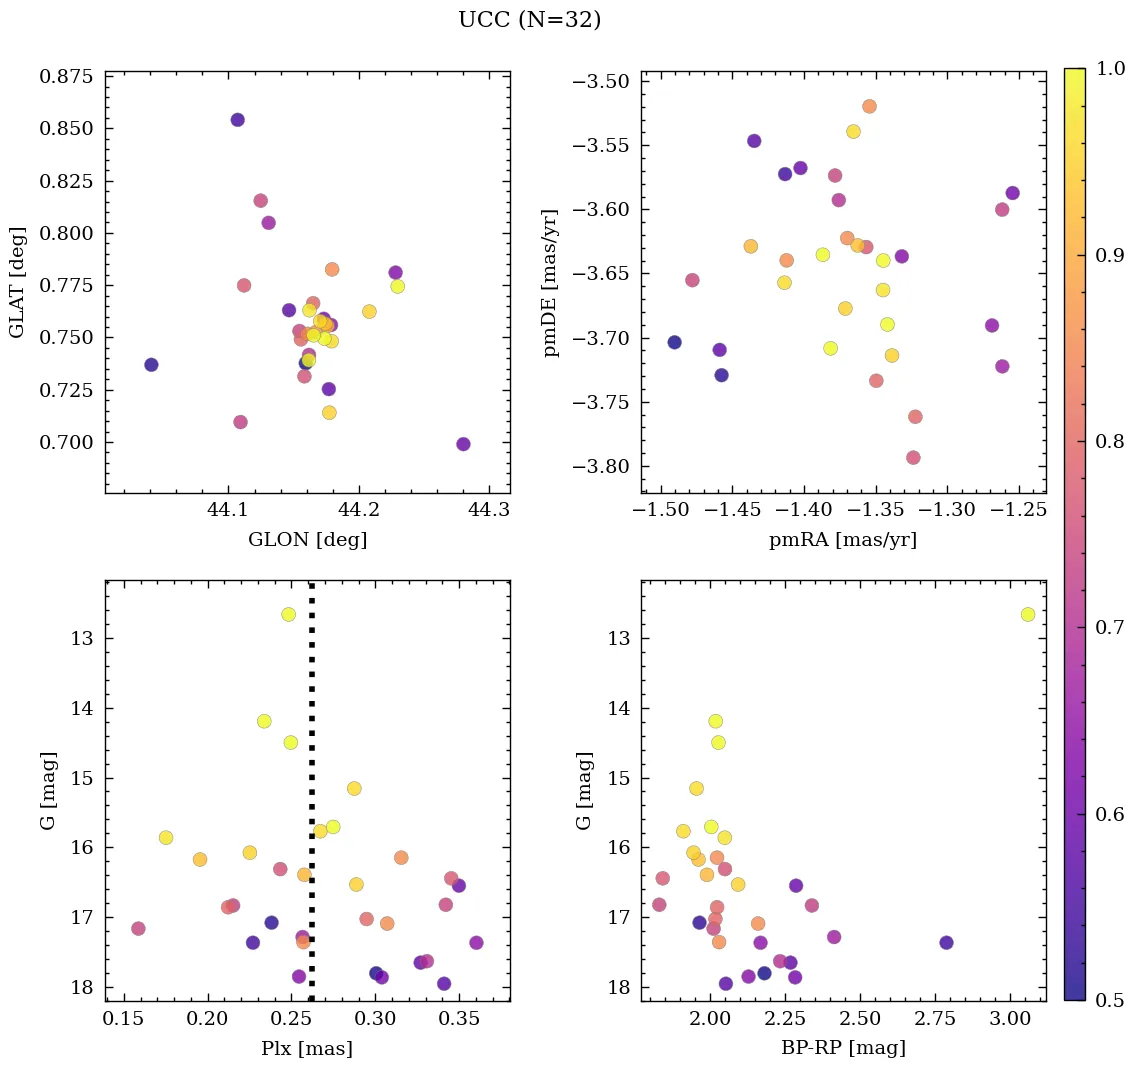 UCC (N=32)
0.875
0.850
0.825
0.800
0.775
0.750
0.725
0.700
GLAT [deg]
44.1 44.2 44.3
GLON [deg]
−3.50
−3.55
−3.60
−3.65
−3.70
−3.75
−3.80
pmDE [mas/yr]
−1.50 −1.45 −1.40 −1.35 −1.30 −1.25
pmRA [mas/yr]
13
14
15
16
17
18
G [mag]
0.15 0.20 0.25 0.30 0.35
Plx [mas]
13
14
15
16
17
18
G [mag]
2.00 2.25 2.50 2.75 3.00
BP-RP [mag]
1.0
0.9
0.8
0.7
0.6
0.5